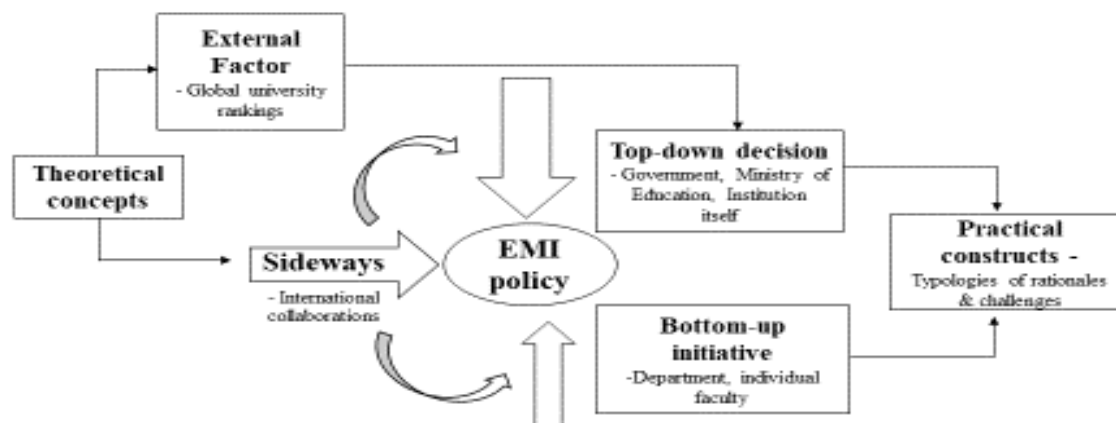 External
Factor
- Global university
rankings
Theoretical
concepts
Top-down decision
- Government, Ministry of
Education, Institution
itself
Sideways
- International
collaborations
EMI
policy
Practical
constructs -
Typologies of rationales
& challenges
Bottom-up
initiative
-Department, individual
faculty